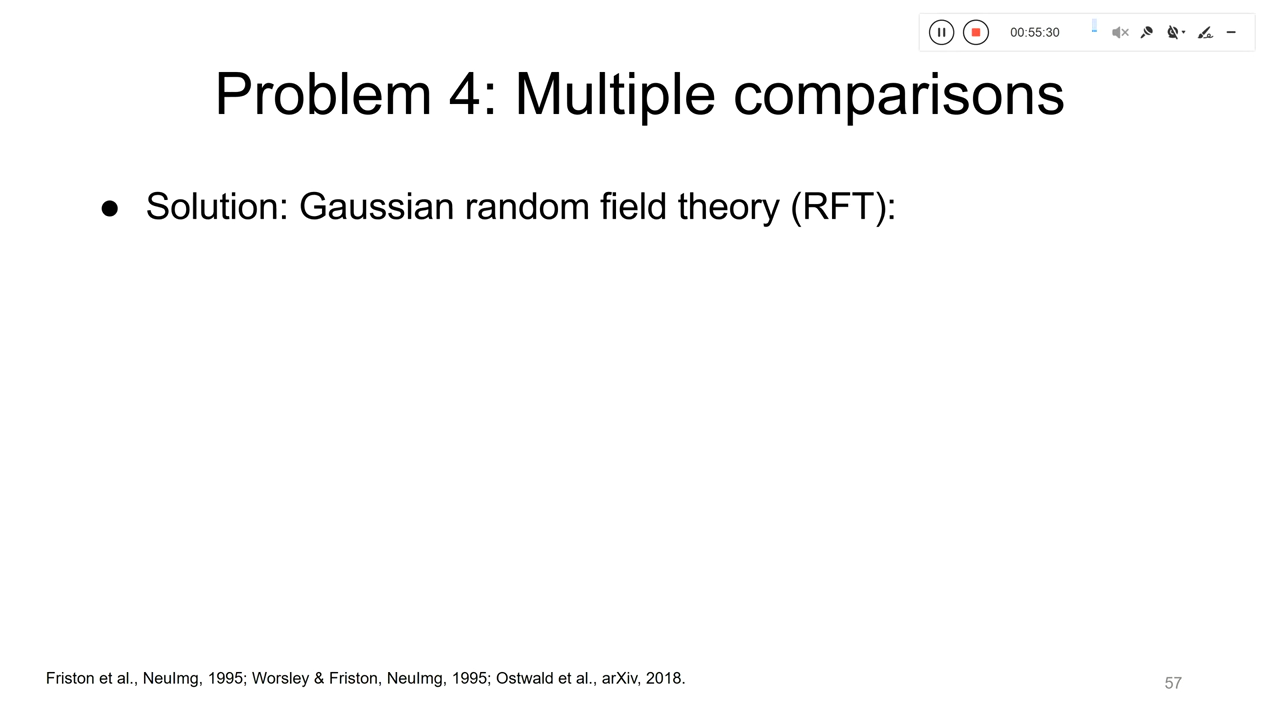 00:55:30
Problem 4: Multiple comparisons
● Solution: Gaussian random field theory (RFT):
Friston et al., NeuImg, 1995; Worsley & Friston, NeuImg, 1995; Ostwald et al., arXiv, 2018.
57